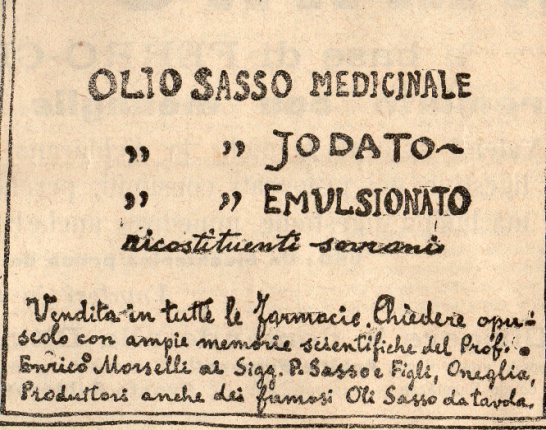 OLIO SASSO MEDICINALE
„ „ JODATO~
„ „ EMULSIONATO
ricostituenti sovrani
Vendita in tutte le farmacie. Chiedere opu-
scolo con ampie memorie scientifiche del Prof.
Enrico Morselli ai Sigg. P. Sasso e Figli, Oneglia,
Produttori anche dei famosi Oli Sasso da tavola.